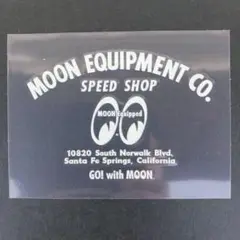 MOON EQUIPMENT CO.
SPEED SHOP
MOON Equipped
10820 South Norwalk Blvd.
Santa Fe Springs, California
GO! with MOON